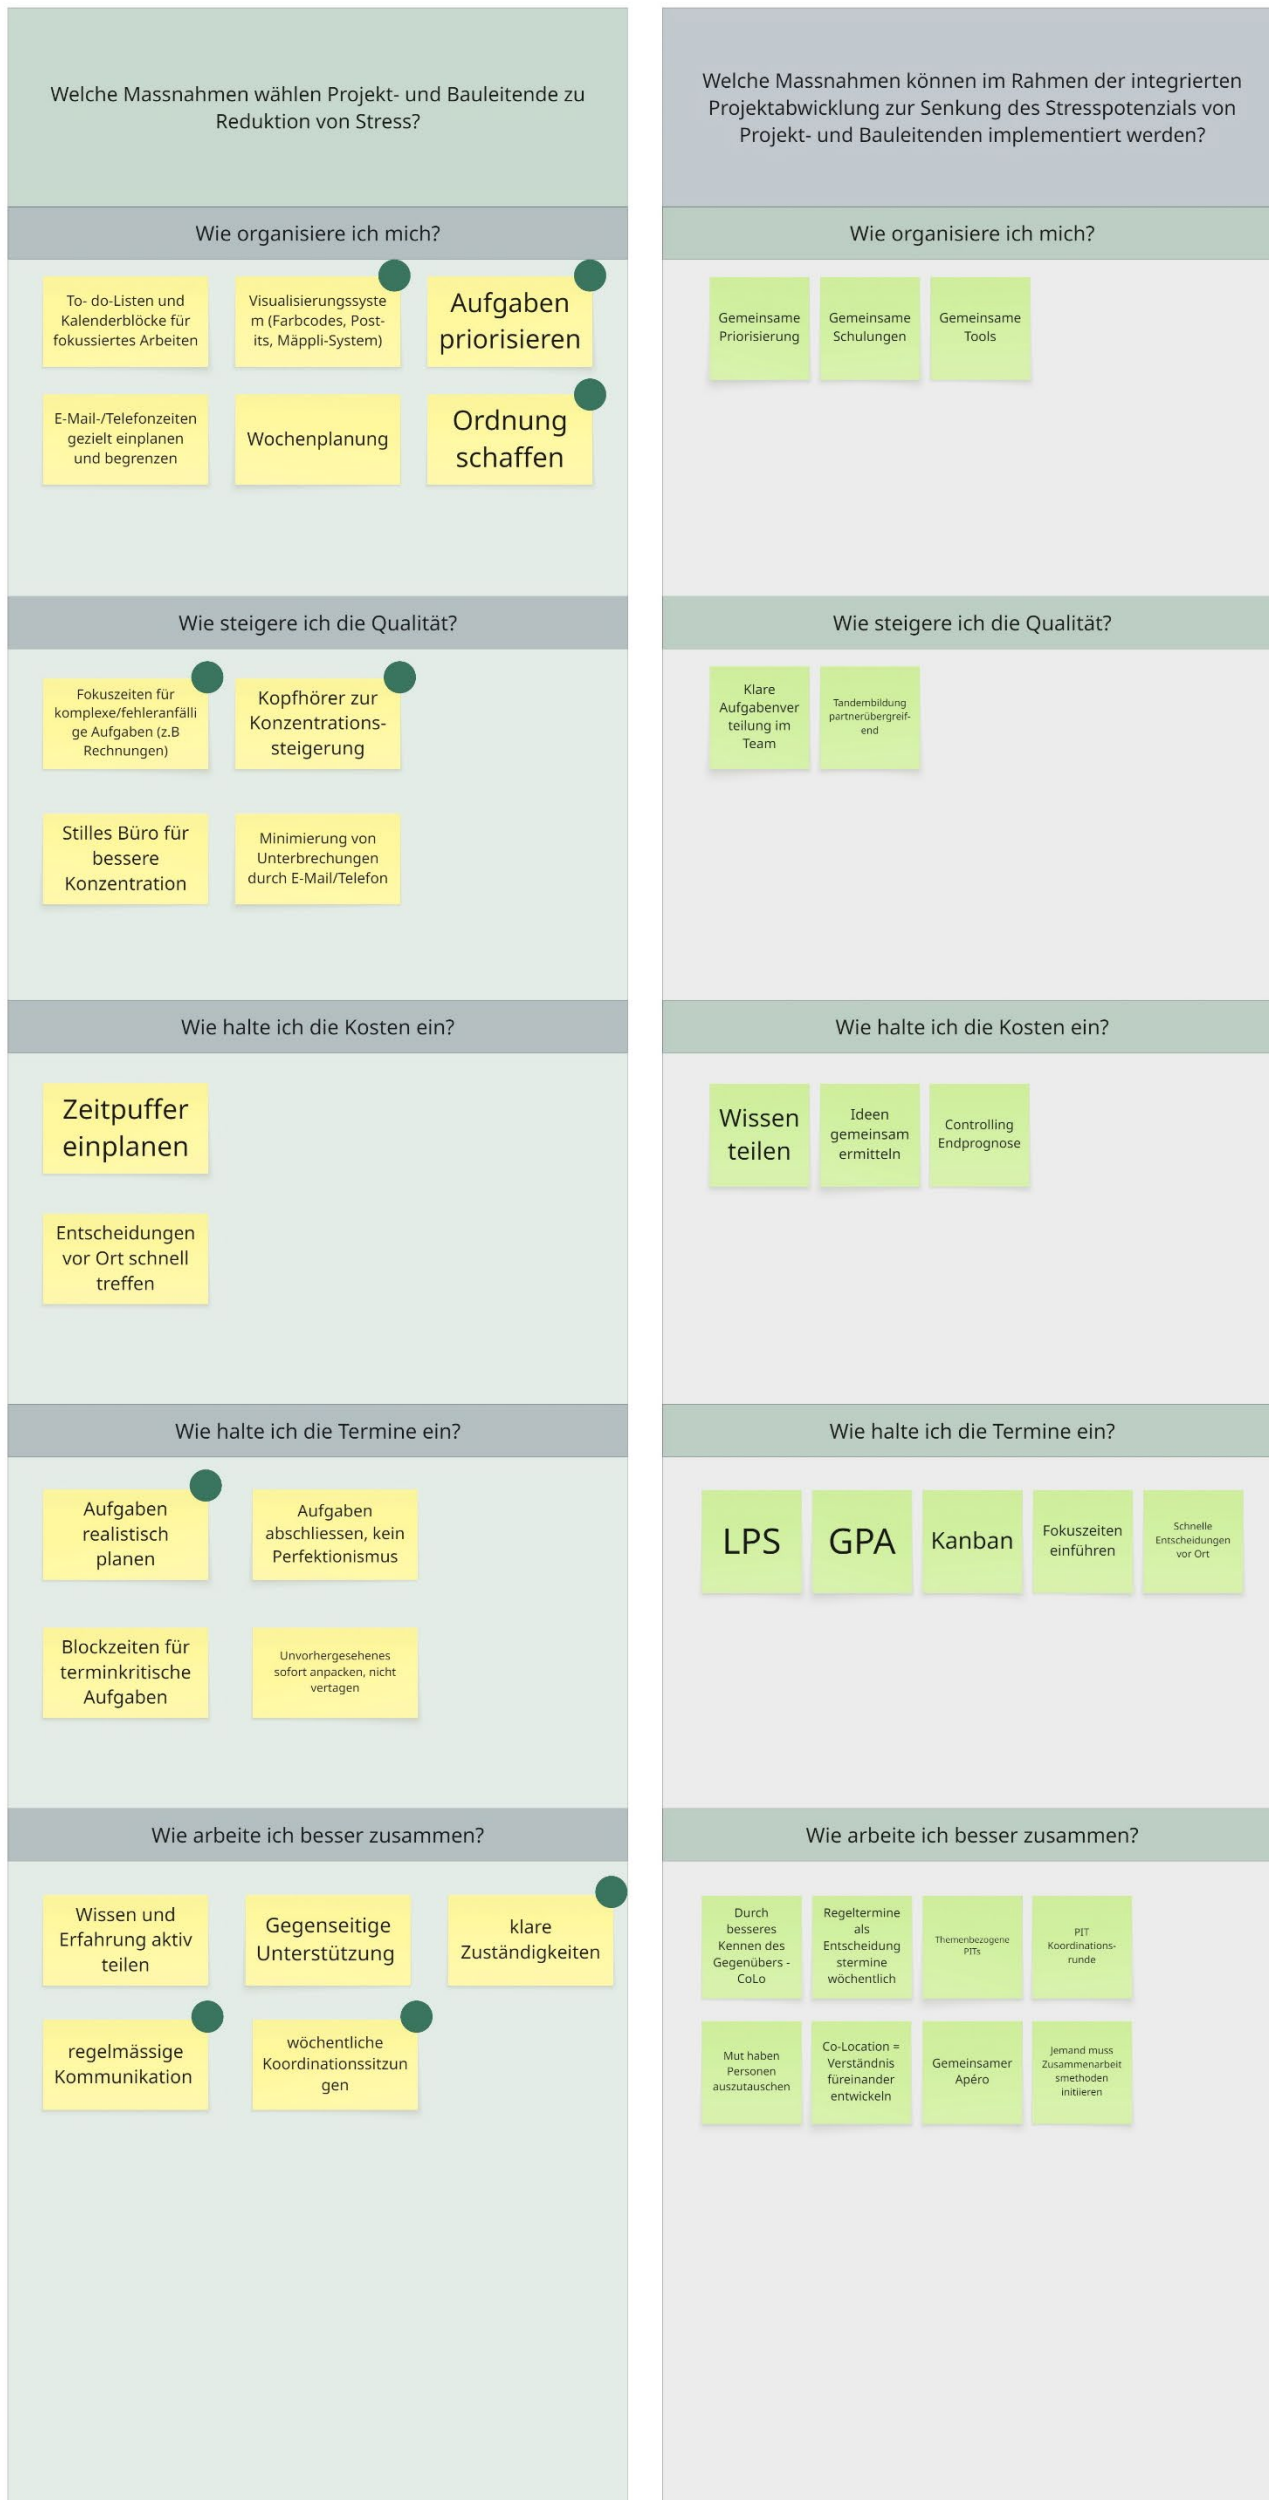 Welche Massnahmen wählen Projekt- und Bauleitende zu
Reduktion von Stress?
Wie organisiere ich mich?
To- do-Listen und
Kalenderblöcke für
fokussiertes Arbeiten
Visualisierungssyste
m (Farbcodes, Post-
its, Mäppli-System)
Aufgaben
priorisieren
E-Mail-/Telefonzeiten
gezielt einplanen
und begrenzen
Wochenplanung
Ordnung
schaffen
Wie steigere ich die Qualität?
Fokuszeiten für
komplexe/fehleranfälli
ge Aufgaben (z.B
Rechnungen)
Kopfhörer zur
Konzentrations-
steigerung
Stilles Büro für
bessere
Konzentration
Minimierung von
Unterbrechungen
durch E-Mail/Telefon
Wie halte ich die Kosten ein?
Zeitpuffer
einplanen
Entscheidungen
vor Ort schnell
treffen
Wie halte ich die Termine ein?
Aufgaben
realistisch
planen
Aufgaben
abschliessen, kein
Perfektionismus
Blockzeiten für
terminkritische
Aufgaben
Unvorhergesehenes
sofort anpacken, nicht
vertagen
Wie arbeite ich besser zusammen?
Wissen und
Erfahrung aktiv
teilen
Gegenseitige
Unterstützung
klare
Zuständigkeiten
regelmässige
Kommunikation
wöchentliche
Koordinationssitzun
gen
Welche Massnahmen können im Rahmen der integrierten
Projektabwicklung zur Senkung des Stresspotenzials von
Projekt- und Bauleitenden implementiert werden?
Wie organisiere ich mich?
Gemeinsame
Priorisierung
Gemeinsame
Schulungen
Gemeinsame
Tools
Wie steigere ich die Qualität?
Klare
Aufgabenver
teilung im
Team
Tandembildung
partnerübergreif-
end
Wie halte ich die Kosten ein?
Wissen
teilen
Ideen
gemeinsam
ermitteln
Controlling
Endprognose
Wie halte ich die Termine ein?
LPS
GPA
Kanban
Fokuszeiten
einführen
Schnelle
Entscheidungen
vor Ort
Wie arbeite ich besser zusammen?
Durch
besseres
Kennen des
Gegenübers -
CoLo
Regeltermine
als
Entscheidung
stermine
wöchentlich
Themenbezogene
PITs
PIT
Koordinations-
runde
Mut haben
Personen
auszutauschen
Co-Location =
Verständnis
füreinander
entwickeln
Gemeinsamer
Apéro
Jemand muss
Zusammenarbeit
smethoden
initiieren